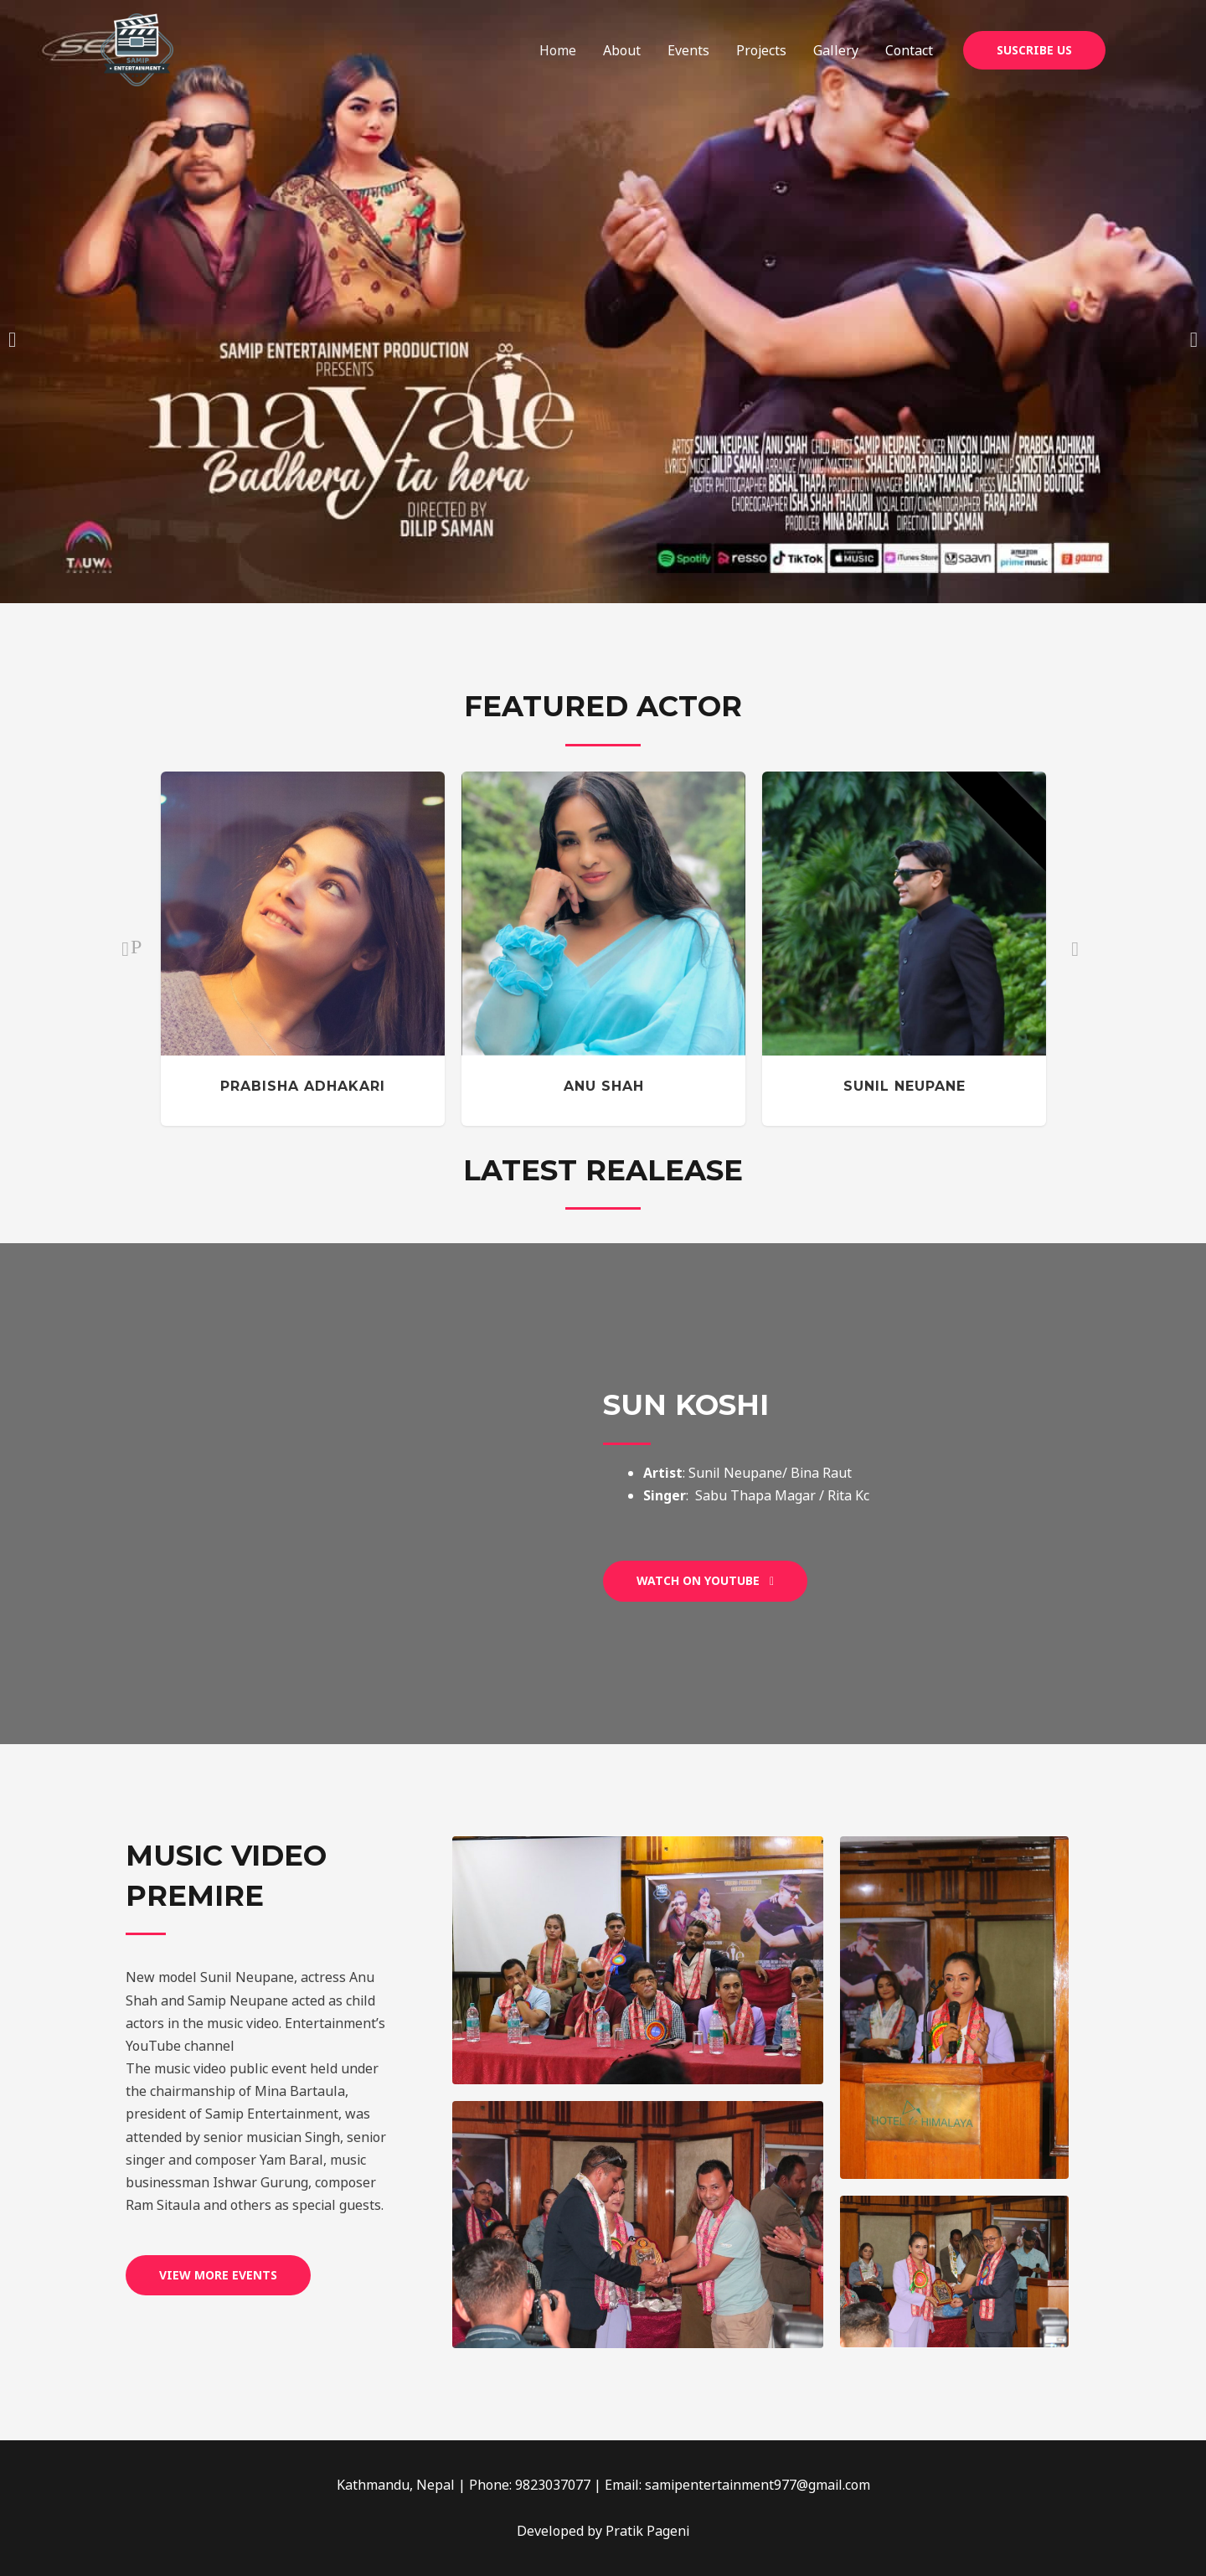 SAMIP
ENTERTAINMENT
Home About Events Projects Gallery Contact SUSCRIBE US
SAMIP ENTERTAINMENT PRODUCTION
PRESENTS
maYale
Badhera ta hera
DIRECTED BY
DILIP SAMAN
ARTIST SUNIL NEUPANE /ANU SHAH CHILD ARTIST SAMIP NEUPANE SINGER NIKSON LOHANI / PRABISA ADHIKARI
LYRICS/MUSIC DILIP SAMAN ARRANGE/MIXING/MASTERING SHAILENDRA PRADHAN BABU MAKE-UP SWOSTIKA SHRESTHA
POSTER PHOTOGRAPHER BISHAL THAPA PRODUCTION MANAGER BIKRAM TAMANG DRESS VALENTINO BOUTIQUE
CHOREOGRAPHER ISHA SHAH THAKURI VISUAL EDIT/CINEMATOGRAPHER FARAJ ARPAN
PRODUCER MINA BARTAULA DIRECTION DILIP SAMAN
TAUWA
CREATION
Spotify resso TikTok MUSIC iTunes Store saavn amazon prime music gaana
FEATURED ACTOR
P
PRABISHA ADHAKARI
ANU SHAH
SUNIL NEUPANE
LATEST REALEASE
SUN KOSHI
Artist: Sunil Neupane/ Bina Raut
Singer:  Sabu Thapa Magar / Rita Kc
WATCH ON YOUTUBE
MUSIC VIDEO
PREMIRE
New model Sunil Neupane, actress Anu
Shah and Samip Neupane acted as child
actors in the music video. Entertainment’s
YouTube channel
The music video public event held under
the chairmanship of Mina Bartaula,
president of Samip Entertainment, was
attended by senior musician Singh, senior
singer and composer Yam Baral, music
businessman Ishwar Gurung, composer
Ram Sitaula and others as special guests.
VIEW MORE EVENTS
HOTEL HIMALAYA
Kathmandu, Nepal | Phone: 9823037077 | Email: samipentertainment977@gmail.com
Developed by Pratik Pageni